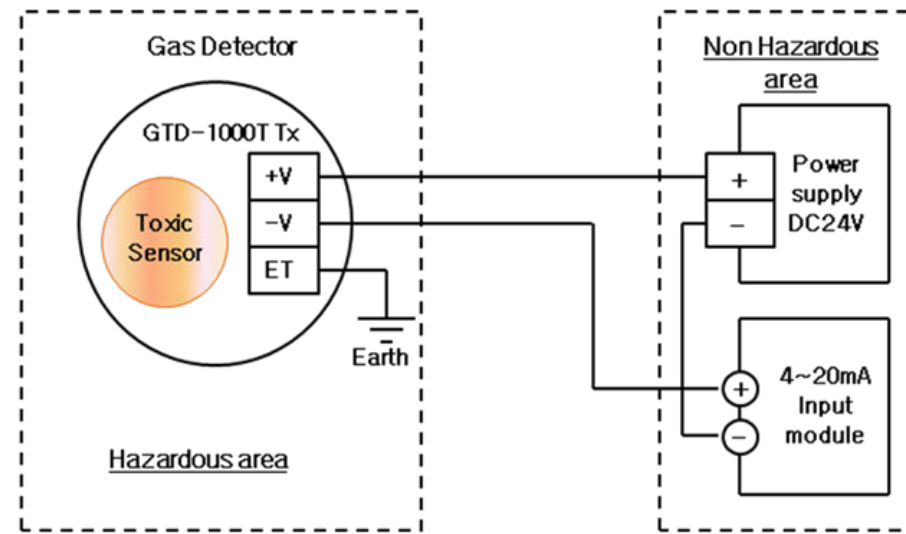 Gas Detector
GTD-1000T Tx
+V
-V
ET
Toxic
Sensor
Earth
Hazardous area
Non Hazardous
area
+
-
Power
supply
DC24V
+
-
4~20mA
Input
module